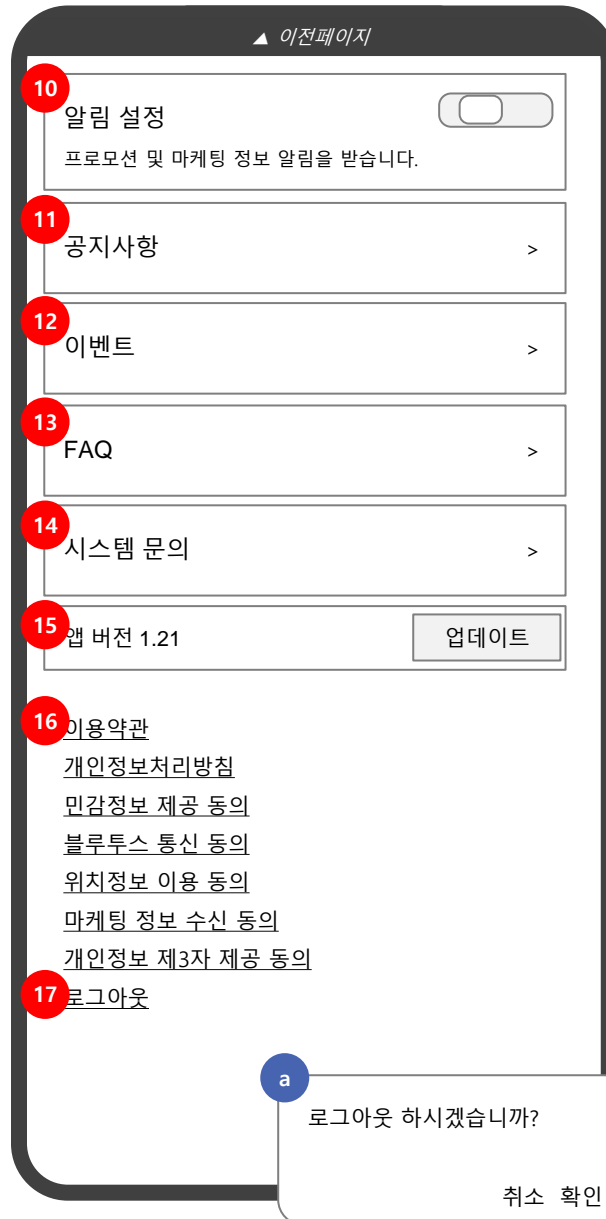 ▲ 이전페이지
10
알림 설정
프로모션 및 마케팅 정보 알림을 받습니다.
11
공지사항 >
12
이벤트 >
13
FAQ >
14
시스템 문의 >
15
앱 버전 1.21 업데이트
16
이용약관
개인정보처리방침
민감정보 제공 동의
블루투스 통신 동의
위치정보 이용 동의
마케팅 정보 수신 동의
개인정보 제3자 제공 동의
17
로그아웃
a
로그아웃 하시겠습니까?
취소 확인